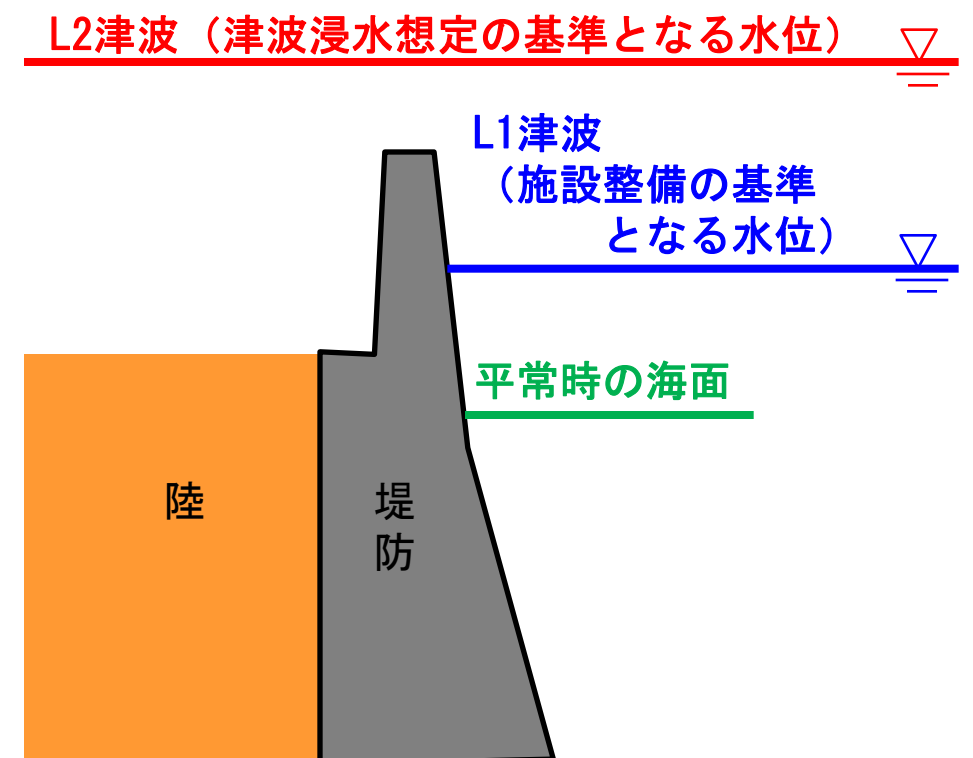 L2津波（津波浸水想定の基準となる水位）
L1津波
（施設整備の基準
となる水位）
平常時の海面
陸
堤
防